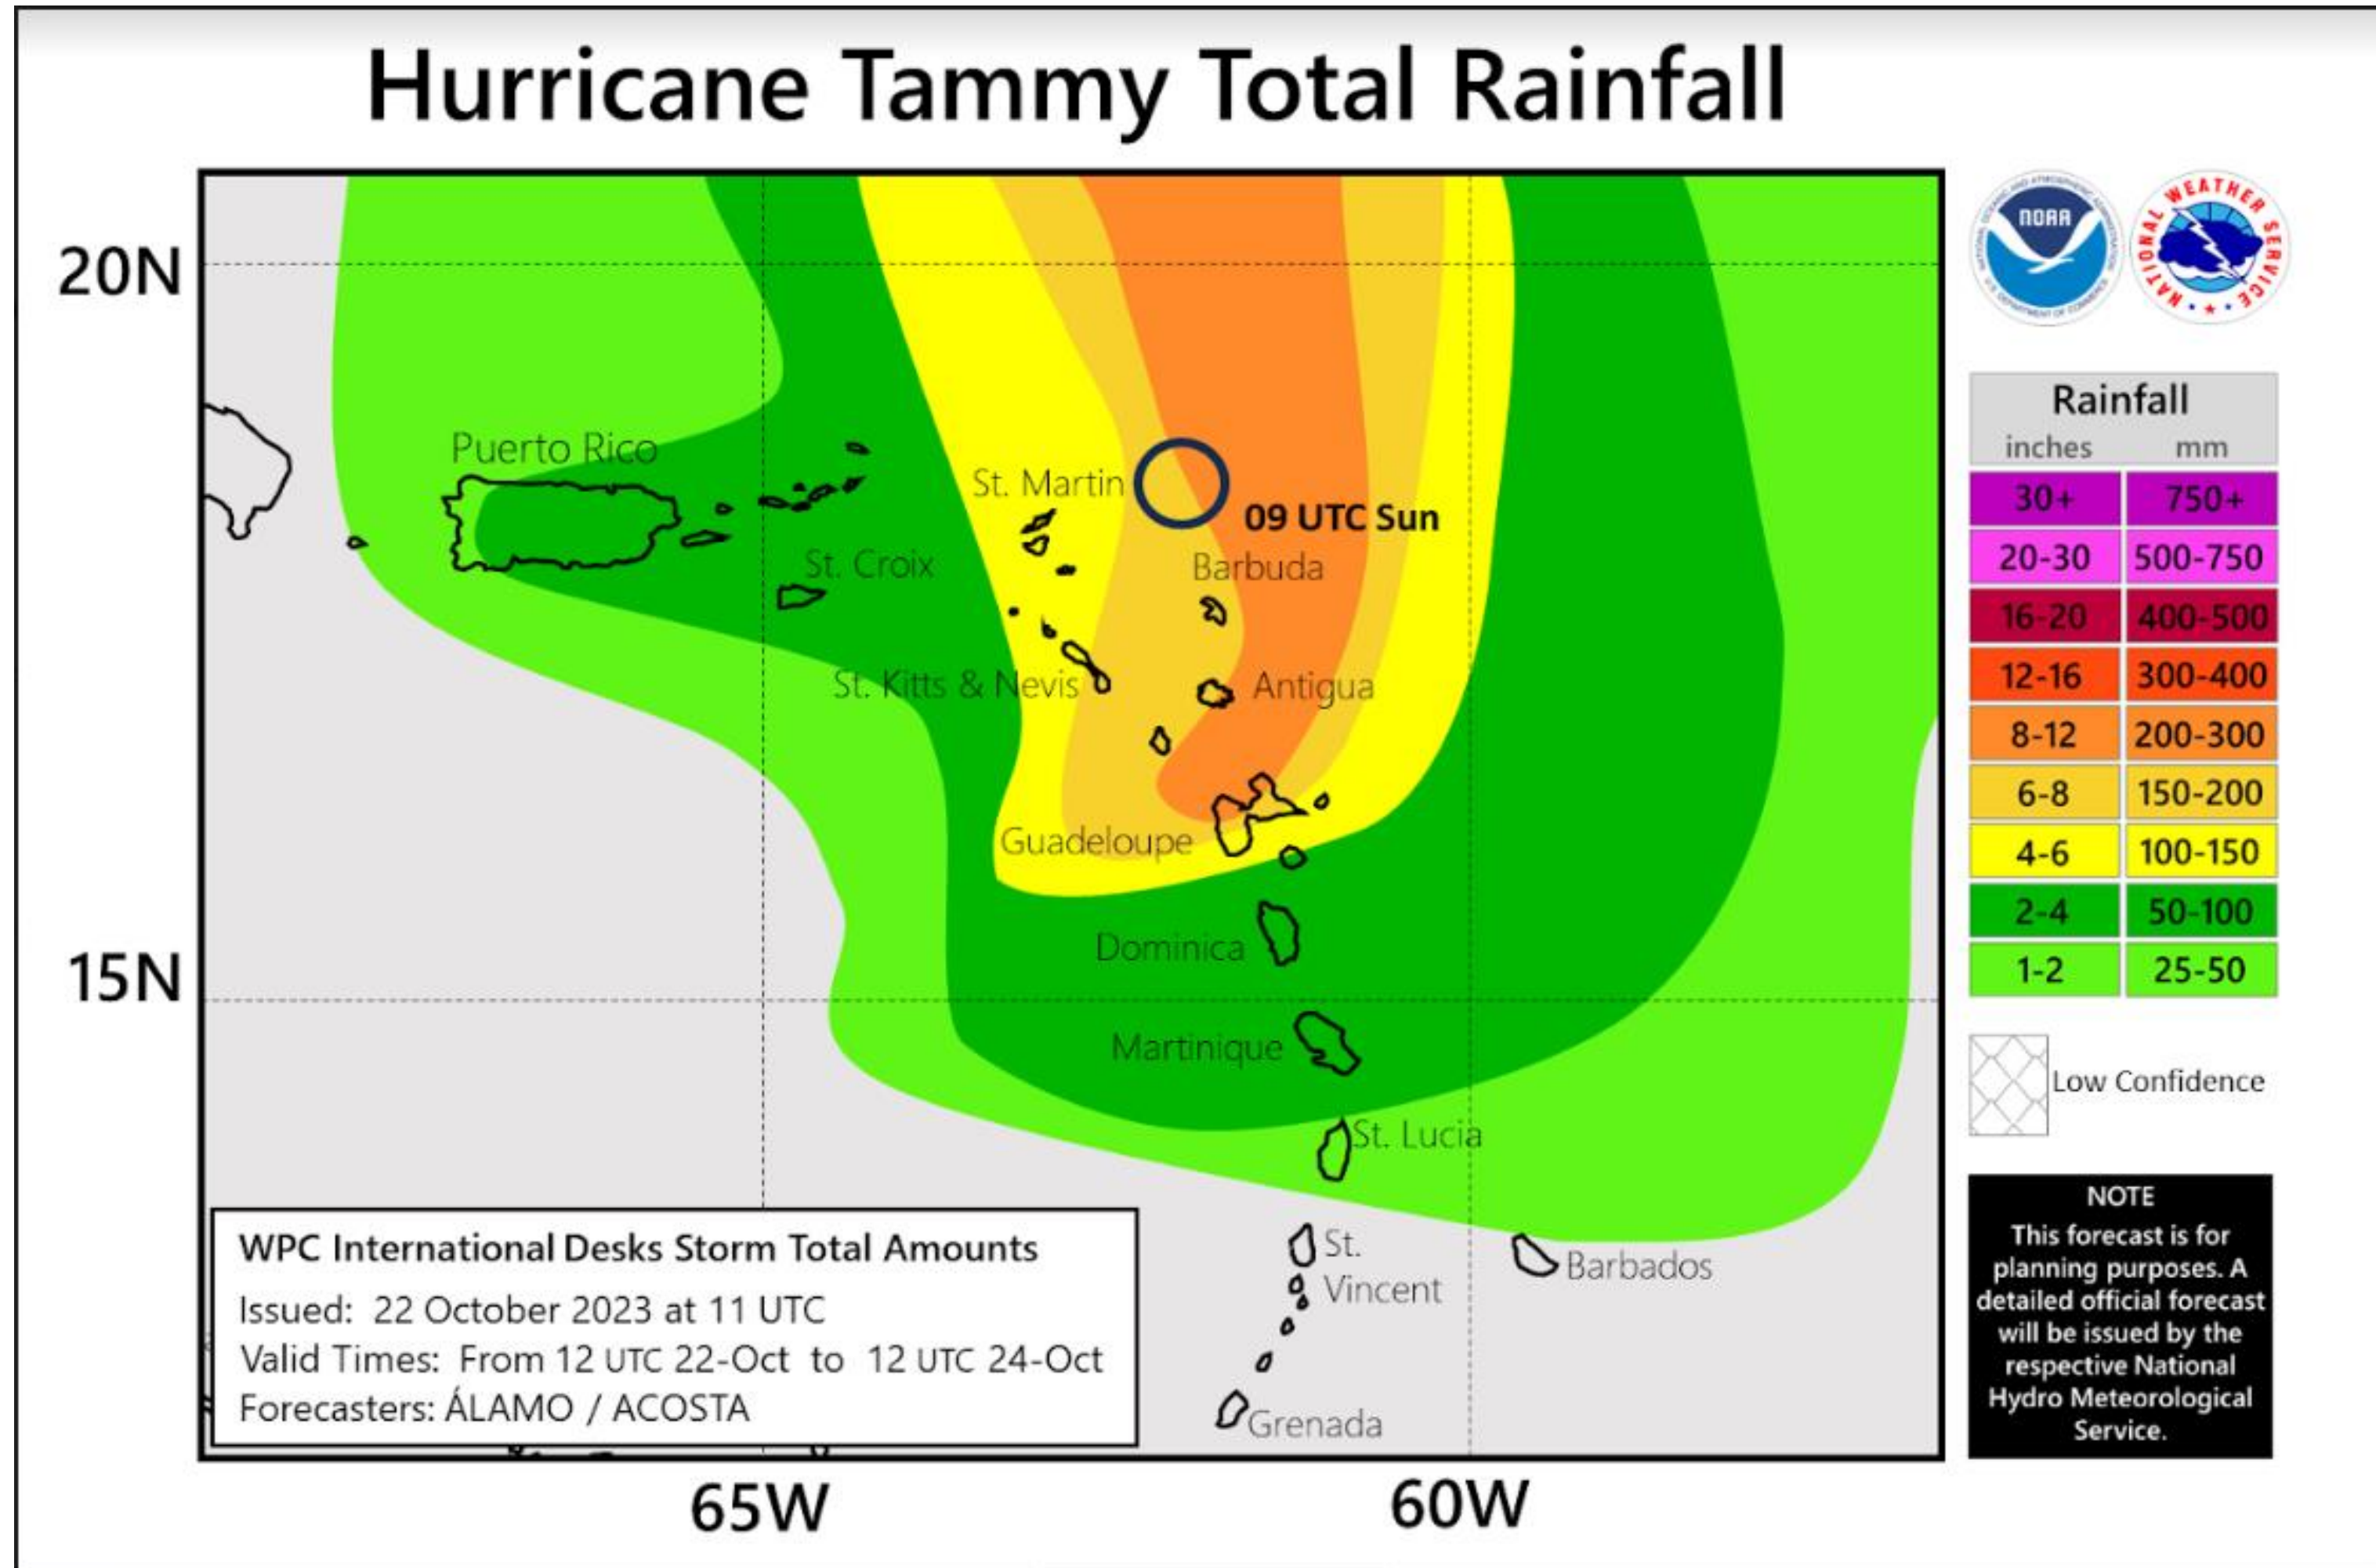 Hurricane Tammy Total Rainfall
20N
15N
65W
60W
Puerto Rico
St. Martin
09 UTC Sun
St. Croix
Barbuda
St. Kitts & Nevis
Antigua
Guadeloupe
Dominica
Martinique
St. Lucia
St.
Vincent
Barbados
Grenada
WPC International Desks Storm Total Amounts
Issued: 22 October 2023 at 11 UTC
Valid Times: From 12 UTC 22-Oct to 12 UTC 24-Oct
Forecasters: ÁLAMO / ACOSTA
NOAA
NATIONAL WEATHER SERVICE
Rainfall
inches mm
30+ 750+
20-30 500-750
16-20 400-500
12-16 300-400
8-12 200-300
6-8 150-200
4-6 100-150
2-4 50-100
1-2 25-50
Low Confidence
NOTE
This forecast is for
planning purposes. A
detailed official forecast
will be issued by the
respective National
Hydro Meteorological
Service.